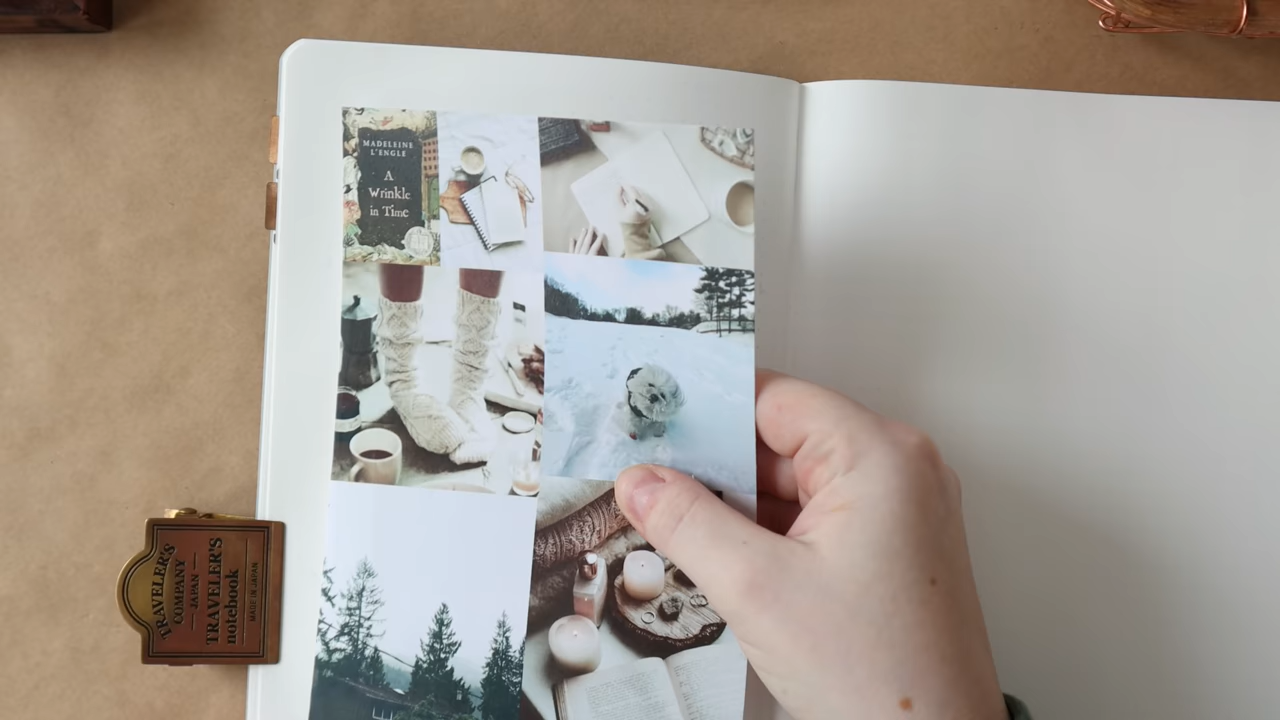 MADELEINE
L'ENGLE
A
Wrinkle
in Time
TRAVELER'S
COMPANY
JAPAN
TRAVELER'S
notebook
MADE IN JAPAN